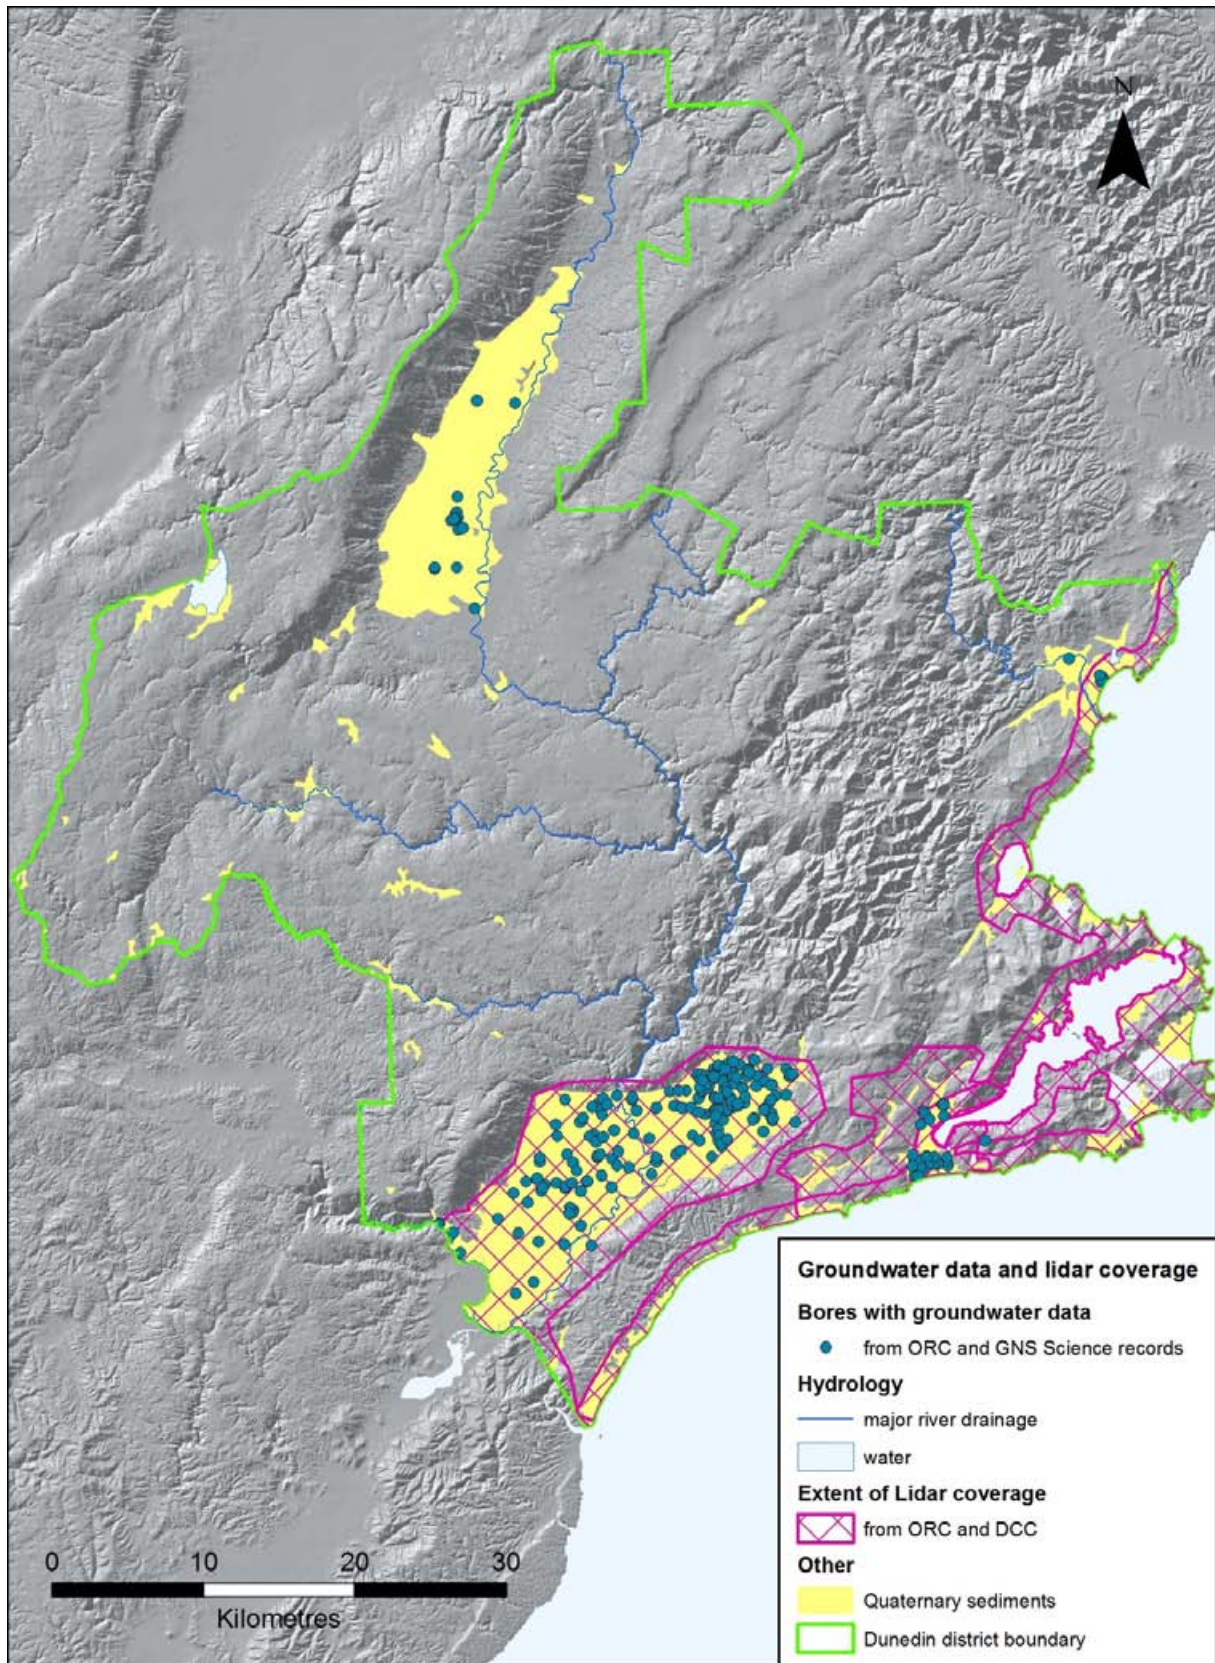 N
Groundwater data and lidar coverage
Bores with groundwater data
from ORC and GNS Science records
Hydrology
major river drainage
water
Extent of Lidar coverage
from ORC and DCC
Other
Quaternary sediments
Dunedin district boundary
0 10 20 30
Kilometres